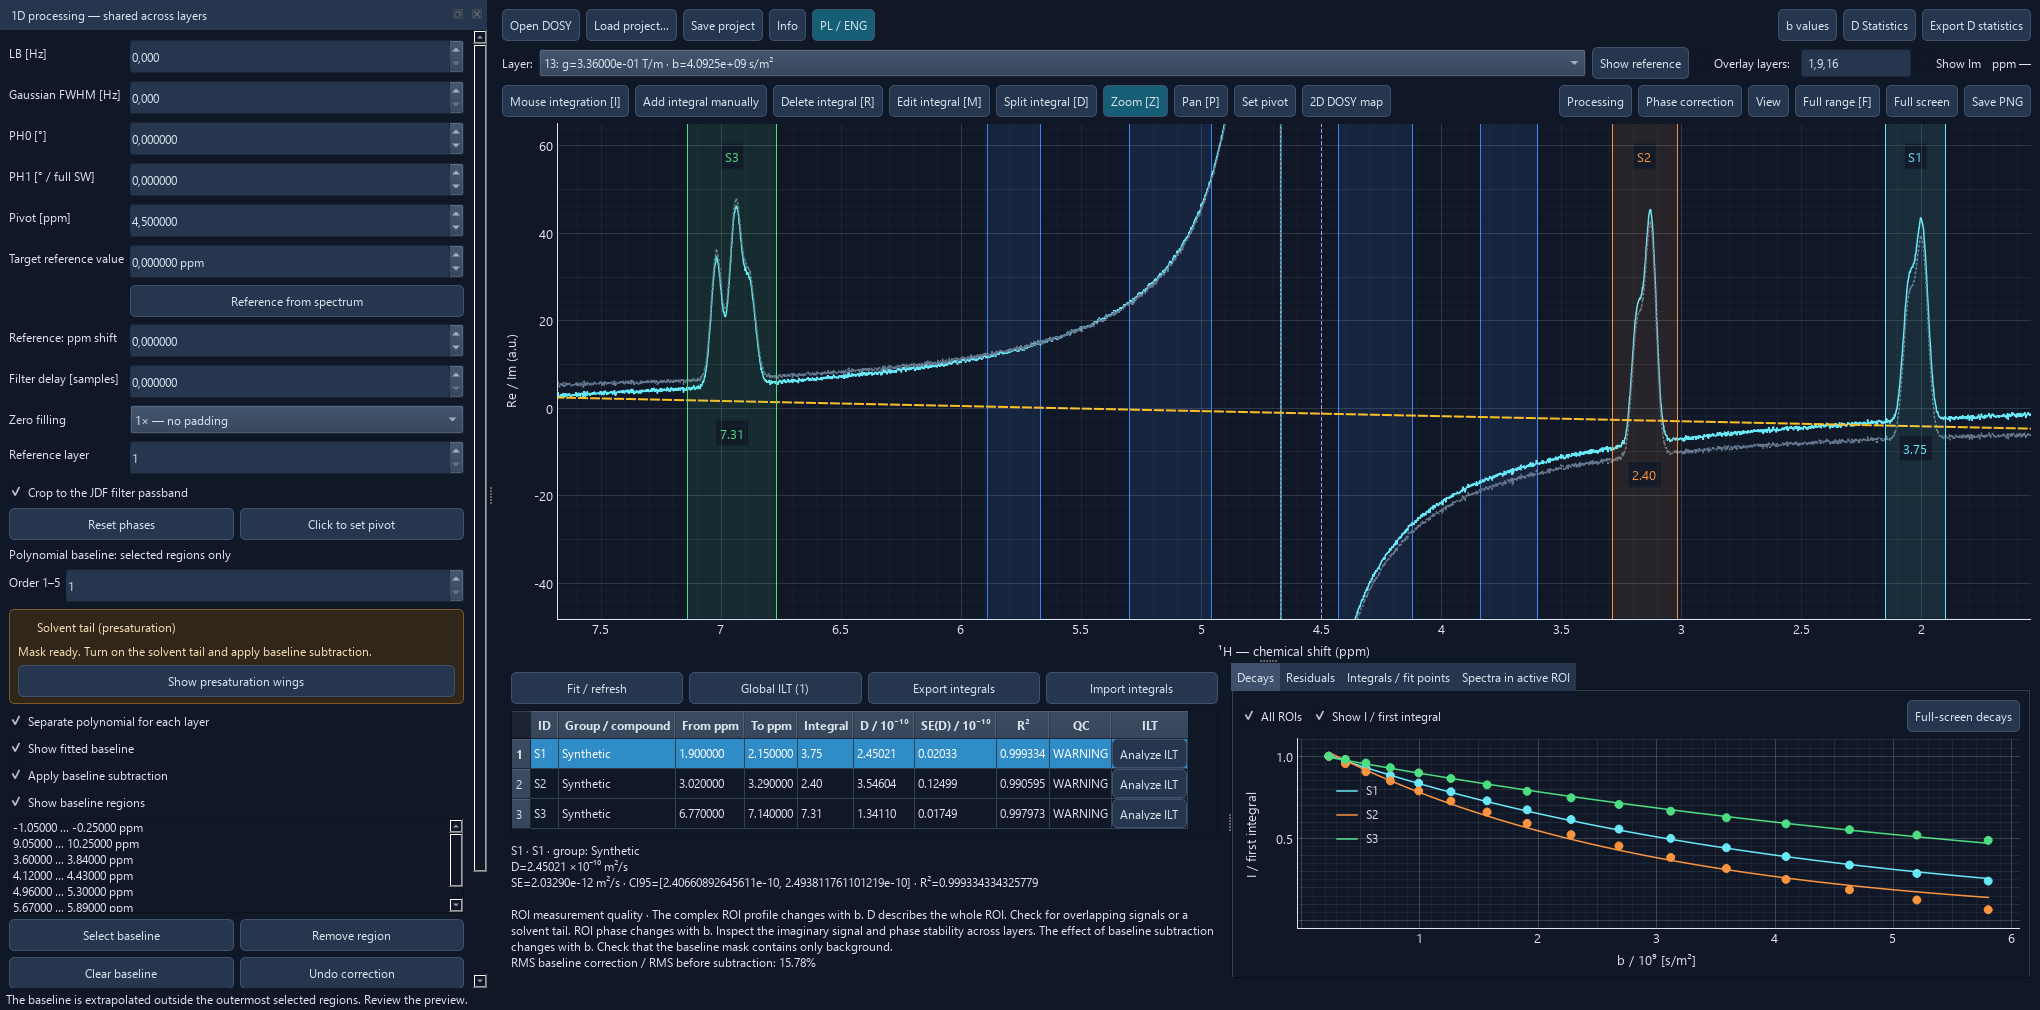 1D processing — shared across layers
LB [Hz]
0,000
Gaussian FWHM [Hz]
0,000
PH0 [°]
0,000000
PH1 [° / full SW]
0,000000
Pivot [ppm]
4,500000
Target reference value
0,000000 ppm
Reference from spectrum
Reference: ppm shift
0,000000
Filter delay [samples]
0,000000
Zero filling
1× — no padding
Reference layer
1
Crop to the JDF filter passband
Reset phases
Click to set pivot
Polynomial baseline: selected regions only
Order 1–5
1
Solvent tail (presaturation)
Mask ready. Turn on the solvent tail and apply baseline subtraction.
Show presaturation wings
Separate polynomial for each layer
Show fitted baseline
Apply baseline subtraction
Show baseline regions
-1.05000 ... -0.25000 ppm
9.05000 ... 10.25000 ppm
3.60000 ... 3.84000 ppm
4.12000 ... 4.43000 ppm
4.96000 ... 5.30000 ppm
5.67000 ... 5.89000 ppm
Select baseline
Remove region
Clear baseline
Undo correction
The baseline is extrapolated outside the outermost selected regions. Review the preview.
Open DOSY
Load project...
Save project
Info
PL / ENG
b values
D Statistics
Export D statistics
Layer:
13: g=3.36000e-01 T/m · b=4.0925e+09 s/m²
Show reference
Overlay layers:
1,9,16
Show Im
ppm —
Mouse integration [I]
Add integral manually
Delete integral [R]
Edit integral [M]
Split integral [D]
Zoom [Z]
Pan [P]
Set pivot
2D DOSY map
Processing
Phase correction
View
Full range [F]
Full screen
Save PNG
Re / Im (a.u.)
60
40
20
0
-20
-40
S3
7.31
S2
2.40
S1
3.75
7.5
7
6.5
6
5.5
5
4.5
4
3.5
3
2.5
2
¹H — chemical shift (ppm)
Fit / refresh
Global ILT (1)
Export integrals
Import integrals
ID Group / compound From ppm To ppm Integral D / 10⁻¹⁰ SE(D) / 10⁻¹⁰ R² QC ILT
1 S1 Synthetic 1.900000 2.150000 3.75 2.45021 0.02033 0.999334 WARNING Analyze ILT
2 S2 Synthetic 3.020000 3.290000 2.40 3.54604 0.12499 0.990595 WARNING Analyze ILT
3 S3 Synthetic 6.770000 7.140000 7.31 1.34110 0.01749 0.997973 WARNING Analyze ILT
S1 · S1 · group: Synthetic
D=2.45021 ×10⁻¹⁰ m²/s
SE=2.03290e-12 m²/s · CI95=[2.40660892645611e-10, 2.493811761101219e-10] · R²=0.999334334325779
ROI measurement quality · The complex ROI profile changes with b. D describes the whole ROI. Check for overlapping signals or a
solvent tail. ROI phase changes with b. Inspect the imaginary signal and phase stability across layers. The effect of baseline subtraction
changes with b. Check that the baseline mask contains only background.
RMS baseline correction / RMS before subtraction: 15.78%
Decays
Residuals
Integrals / fit points
Spectra in active ROI
All ROIs
Show I / first integral
Full-screen decays
I / first integral
1.0
0.5
S1
S2
S3
1
2
3
4
5
6
b / 10⁹ [s/m²]